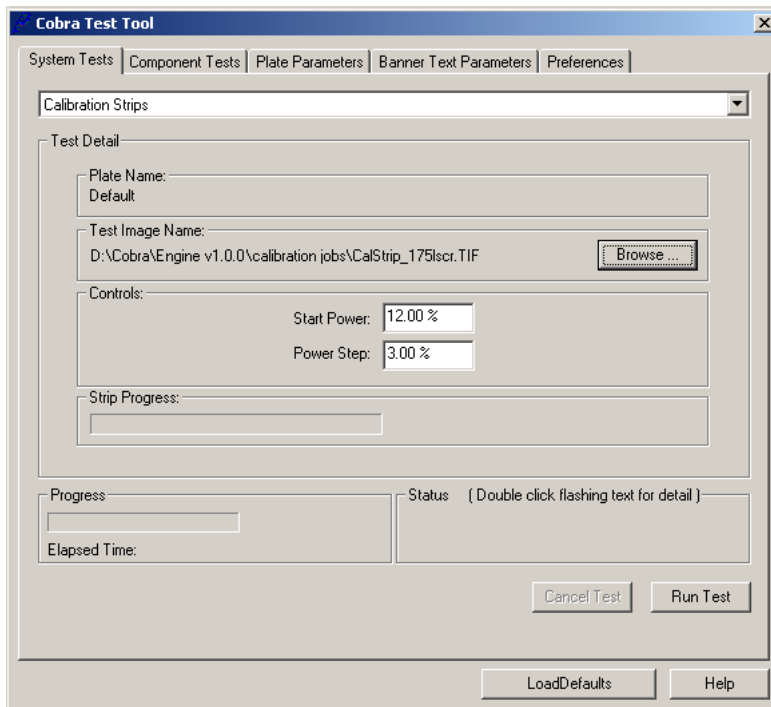 Cobra Test Tool
System Tests Component Tests Plate Parameters Banner Text Parameters Preferences
Calibration Strips
Test Detail
Plate Name:
Default
Test Image Name:
D:\Cobra\Engine v1.0.0\calibration jobs\CalStrip_175lscr.TIF
Browse ...
Controls:
Start Power: 12.00 %
Power Step: 3.00 %
Strip Progress:
Progress
Elapsed Time:
Status ( Double click flashing text for detail )
Cancel Test Run Test
LoadDefaults Help